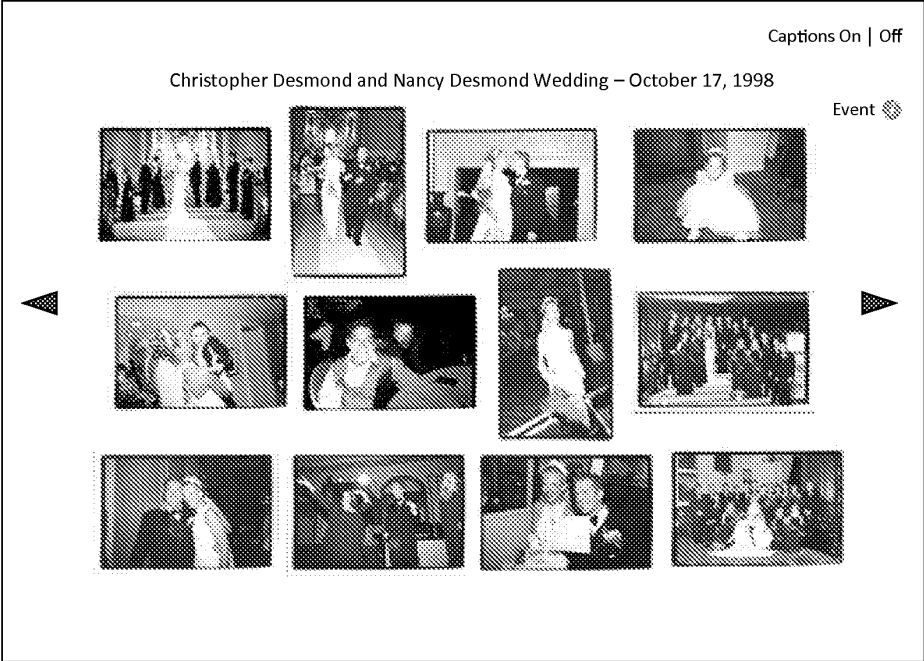 Captions On | Off
Christopher Desmond and Nancy Desmond Wedding – October 17, 1998
Event